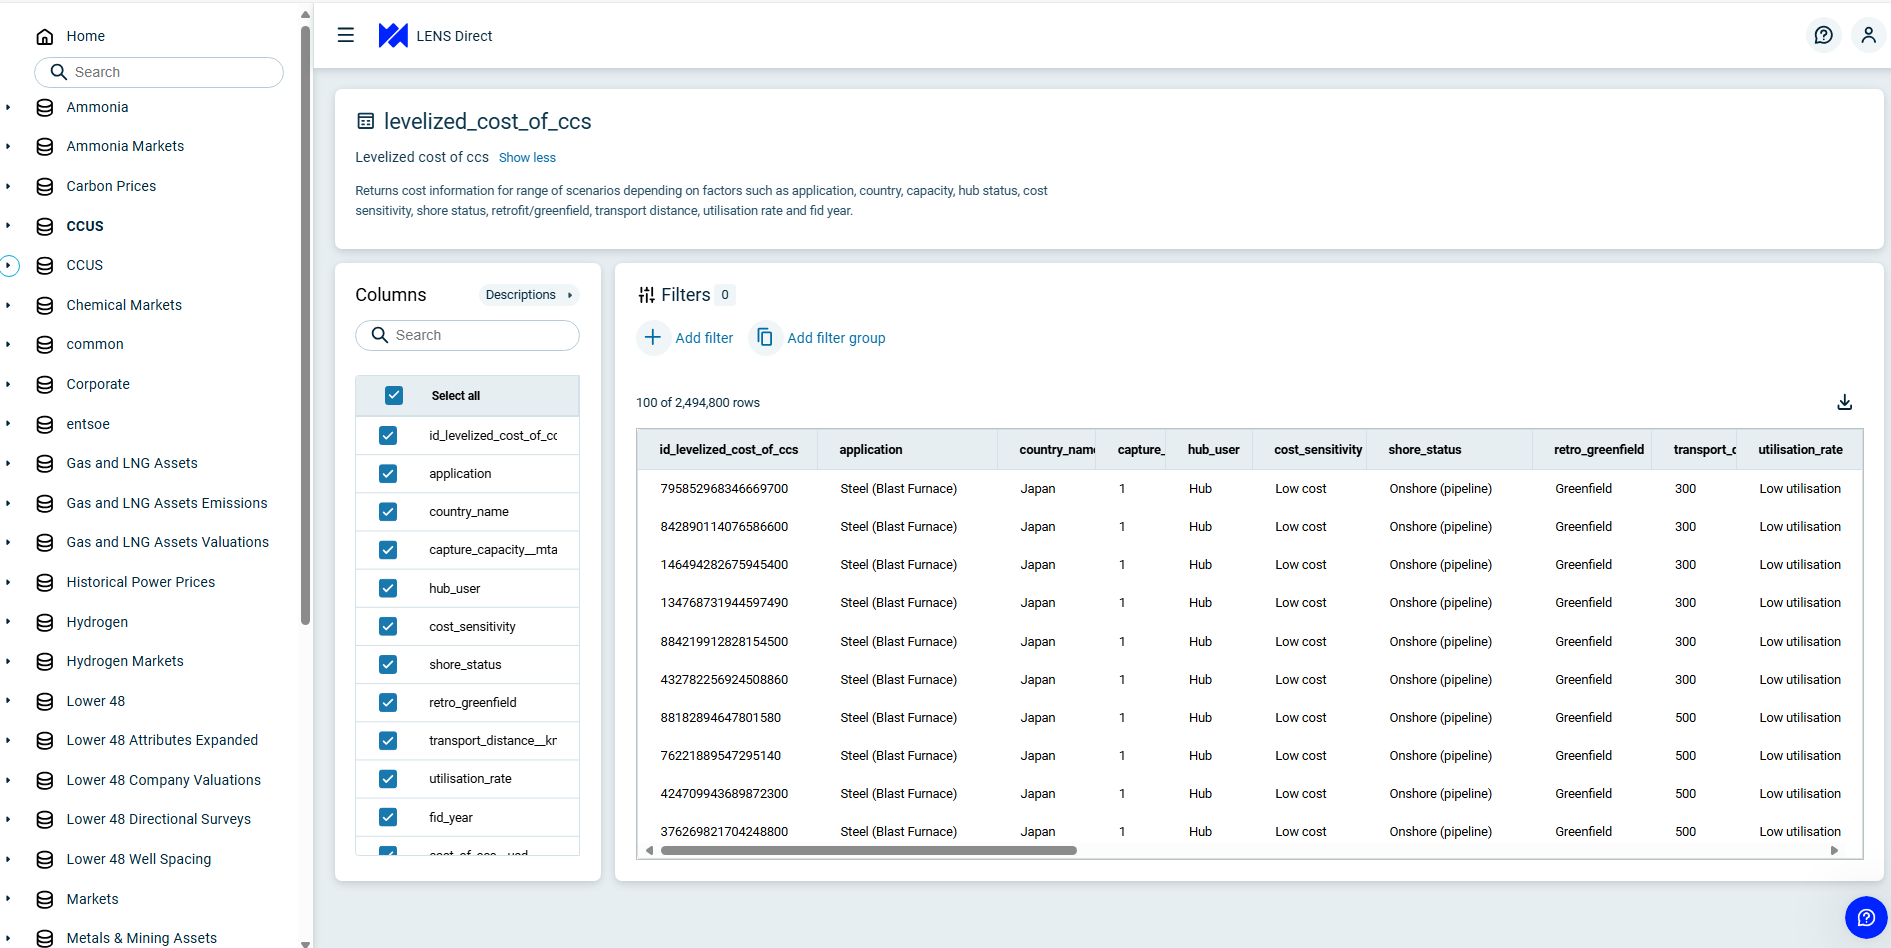 Home
Search
Ammonia
Ammonia Markets
Carbon Prices
CCUS
CCUS
Chemical Markets
common
Corporate
entsoe
Gas and LNG Assets
Gas and LNG Assets Emissions
Gas and LNG Assets Valuations
Historical Power Prices
Hydrogen
Hydrogen Markets
Lower 48
Lower 48 Attributes Expanded
Lower 48 Company Valuations
Lower 48 Directional Surveys
Lower 48 Well Spacing
Markets
Metals & Mining Assets
LENS Direct
levelized_cost_of_ccs
Levelized cost of ccs Show less
Returns cost information for range of scenarios depending on factors such as application, country, capacity, hub status, cost
sensitivity, shore status, retrofit/greenfield, transport distance, utilisation rate and fid year.
Columns Descriptions
Search
Select all
id_levelized_cost_of_cc
application
country_name
capture_capacity__mta
hub_user
cost_sensitivity
shore_status
retro_greenfield
transport_distance__kr
utilisation_rate
fid_year
cost_of_ccs__usd
Filters 0
Add filter Add filter group
100 of 2,494,800 rows
id_levelized_cost_of_ccs application country_name capture_ hub_user cost_sensitivity shore_status retro_greenfield transport_d utilisation_rate
795852968346669700 Steel (Blast Furnace) Japan 1 Hub Low cost Onshore (pipeline) Greenfield 300 Low utilisation
842890114076586600 Steel (Blast Furnace) Japan 1 Hub Low cost Onshore (pipeline) Greenfield 300 Low utilisation
146494282675945400 Steel (Blast Furnace) Japan 1 Hub Low cost Onshore (pipeline) Greenfield 300 Low utilisation
134768731944597490 Steel (Blast Furnace) Japan 1 Hub Low cost Onshore (pipeline) Greenfield 300 Low utilisation
884219912828154500 Steel (Blast Furnace) Japan 1 Hub Low cost Onshore (pipeline) Greenfield 300 Low utilisation
432782256924508860 Steel (Blast Furnace) Japan 1 Hub Low cost Onshore (pipeline) Greenfield 300 Low utilisation
88182894647801580 Steel (Blast Furnace) Japan 1 Hub Low cost Onshore (pipeline) Greenfield 500 Low utilisation
76221889547295140 Steel (Blast Furnace) Japan 1 Hub Low cost Onshore (pipeline) Greenfield 500 Low utilisation
424709943689872300 Steel (Blast Furnace) Japan 1 Hub Low cost Onshore (pipeline) Greenfield 500 Low utilisation
376269821704248800 Steel (Blast Furnace) Japan 1 Hub Low cost Onshore (pipeline) Greenfield 500 Low utilisation